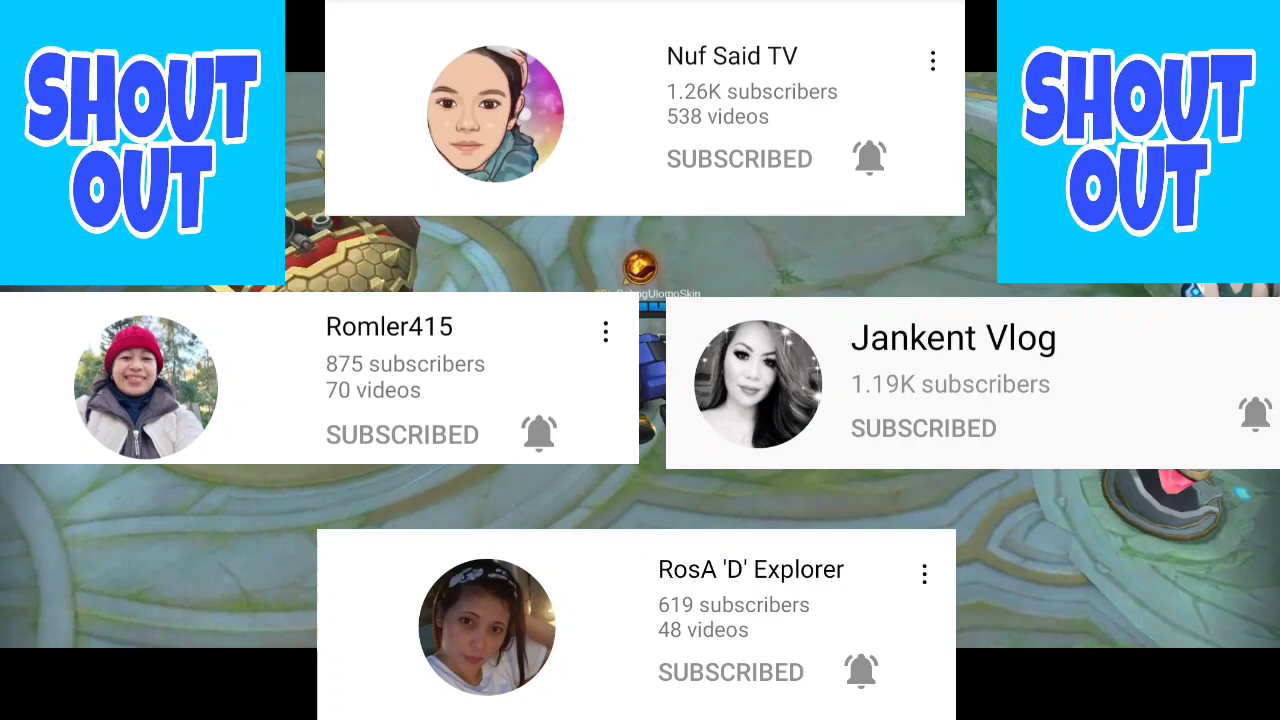 SHOUT
OUT
Nuf Said TV
1.26K subscribers
538 videos
SUBSCRIBED
SHOUT
OUT
Romler415
875 subscribers
70 videos
SUBSCRIBED
Jankent Vlog
1.19K subscribers
SUBSCRIBED
RosA 'D' Explorer
619 subscribers
48 videos
SUBSCRIBED